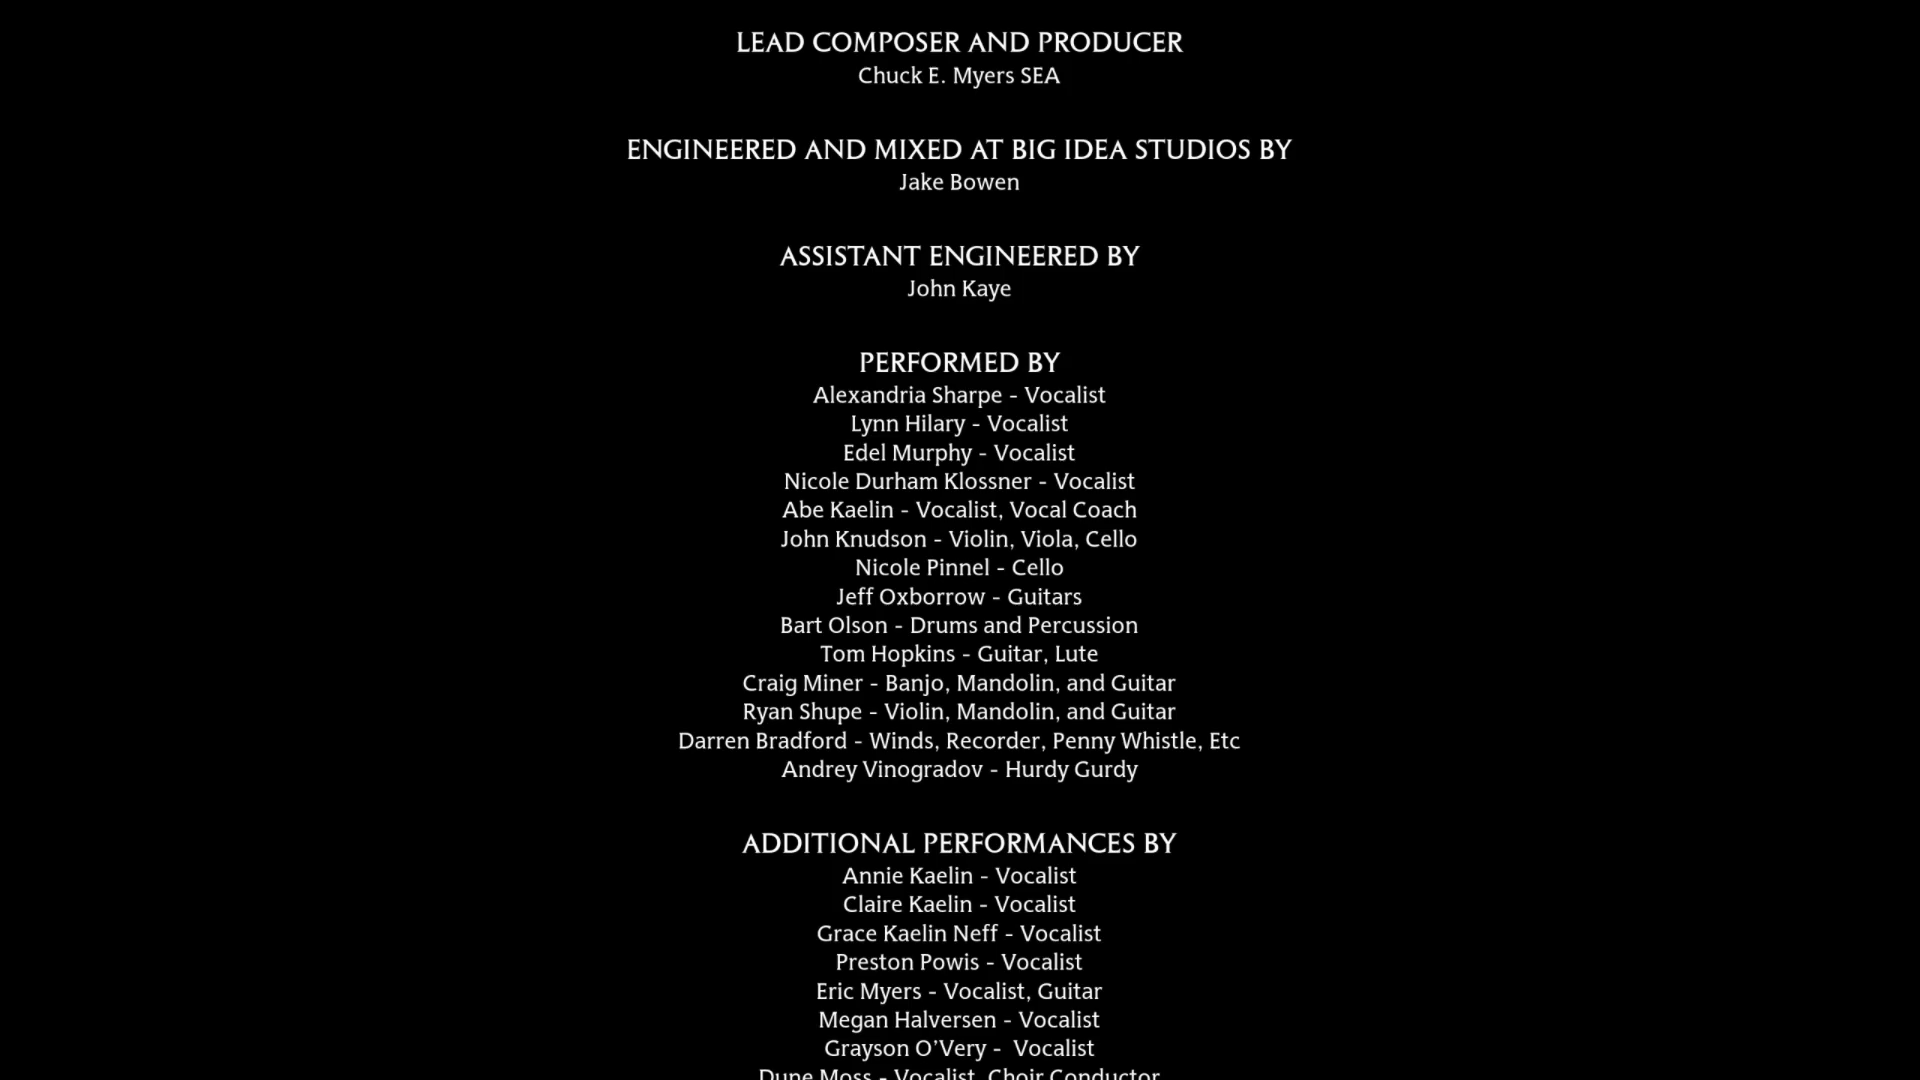 LEAD COMPOSER AND PRODUCER
Chuck E. Myers SEA
ENGINEERED AND MIXED AT BIG IDEA STUDIOS BY
Jake Bowen
ASSISTANT ENGINEERED BY
John Kaye
PERFORMED BY
Alexandria Sharpe - Vocalist
Lynn Hilary - Vocalist
Edel Murphy - Vocalist
Nicole Durham Klossner - Vocalist
Abe Kaelin - Vocalist, Vocal Coach
John Knudson - Violin, Viola, Cello
Nicole Pinnel - Cello
Jeff Oxborrow - Guitars
Bart Olson - Drums and Percussion
Tom Hopkins - Guitar, Lute
Craig Miner - Banjo, Mandolin, and Guitar
Ryan Shupe - Violin, Mandolin, and Guitar
Darren Bradford - Winds, Recorder, Penny Whistle, Etc
Andrey Vinogradov - Hurdy Gurdy
ADDITIONAL PERFORMANCES BY
Annie Kaelin - Vocalist
Claire Kaelin - Vocalist
Grace Kaelin Neff - Vocalist
Preston Powis - Vocalist
Eric Myers - Vocalist, Guitar
Megan Halversen - Vocalist
Grayson O’Very -  Vocalist
Dune Moss - Vocalist, Choir Conductor